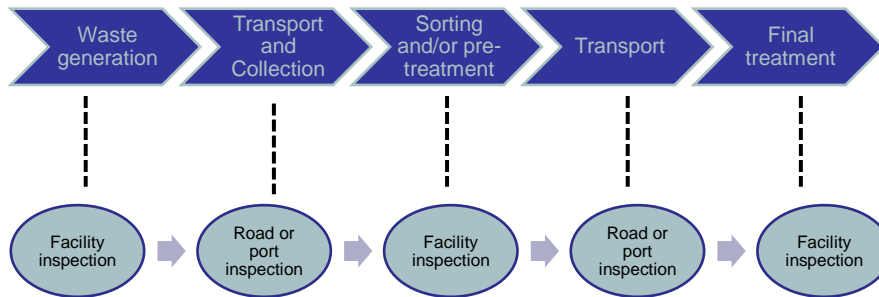 Waste
generation
Transport
and
Collection
Sorting
and/or pre-
treatment
Transport
Final
treatment
Facility
inspection
Road or
port
inspection
Facility
inspection
Road or
port
inspection
Facility
inspection